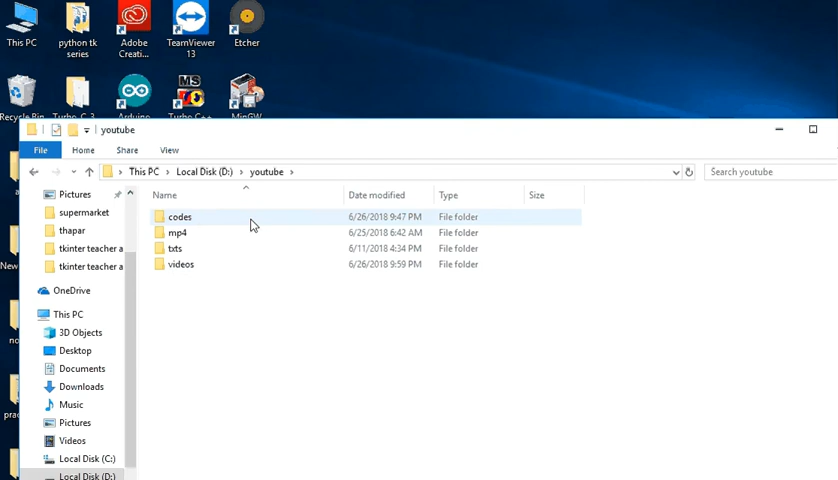 This PC
python tk
series
Adobe
Creati...
TeamViewer
13
Etcher
MS
Recycle Bin
Turbo C 3
Arduino
Turbo C++
MinGW
youtube
File
Home
Share
View
This PC > Local Disk (D:) > youtube >
Search youtube
Name
Date modified
Type
Size
codes 6/26/2018 9:47 PM File folder
mp4 6/25/2018 6:42 AM File folder
txts 6/11/2018 4:34 PM File folder
videos 6/26/2018 9:59 PM File folder
Pictures
supermarket
thapar
tkinter teacher a
tkinter teacher a
OneDrive
This PC
3D Objects
Desktop
Documents
Downloads
Music
Pictures
Videos
Local Disk (C:)
Local Disk (D:)
New
no
prac